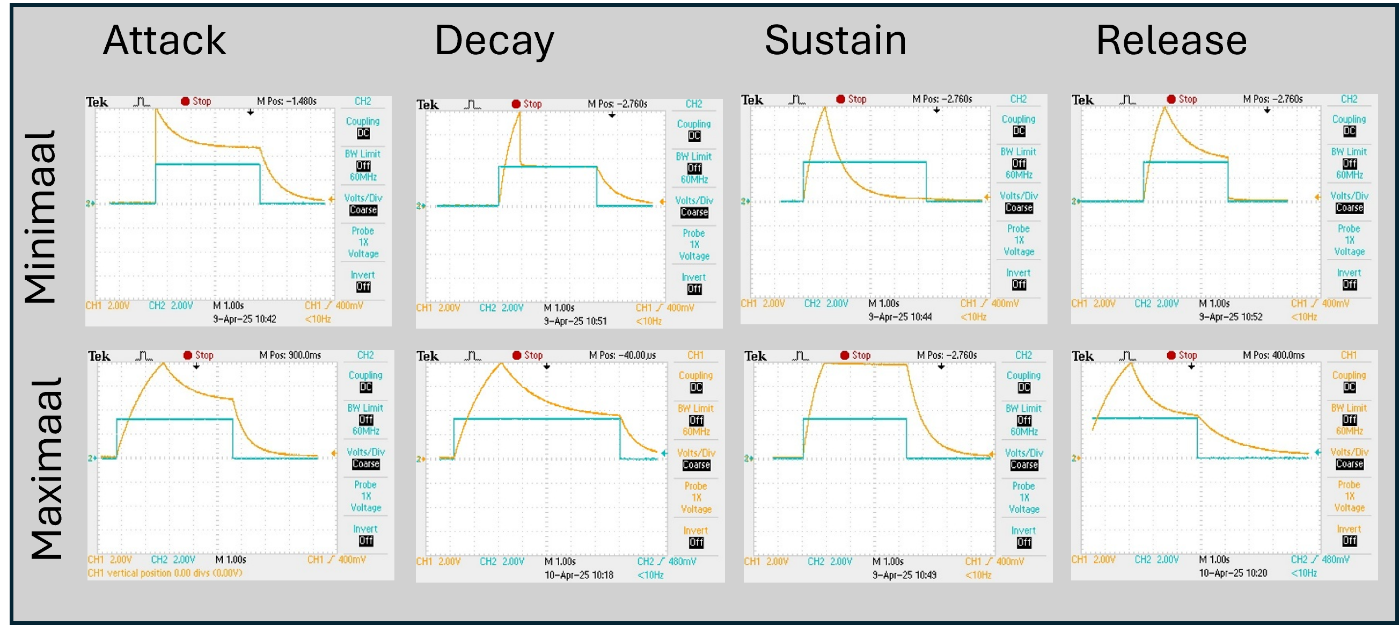 Attack
Decay
Sustain
Release
Minimaal
Tek
Stop
M Pos: -1.480s
CH2
Coupling
DC
BW Limit
Off
60MHz
Volts/Div
Coarse
Probe
1X
Voltage
Invert
Off
2
CH1 2.00V
CH2 2.00V
M 1.00s
CH1 400mV
9-Apr-25 10:42
<10Hz
Tek
Stop
M Pos: -2.760s
CH2
Coupling
DC
BW Limit
Off
60MHz
Volts/Div
Coarse
Probe
1X
Voltage
Invert
Off
2
CH1 2.00V
CH2 2.00V
M 1.00s
CH1 400mV
9-Apr-25 10:51
<10Hz
Tek
Stop
M Pos: -2.760s
CH2
Coupling
DC
BW Limit
Off
60MHz
Volts/Div
Coarse
Probe
1X
Voltage
Invert
Off
2
CH1 2.00V
CH2 2.00V
M 1.00s
CH1 400mV
9-Apr-25 10:44
<10Hz
Tek
Stop
M Pos: -2.760s
CH2
Coupling
DC
BW Limit
Off
60MHz
Volts/Div
Coarse
Probe
1X
Voltage
Invert
Off
2
CH1 2.00V
CH2 2.00V
M 1.00s
CH1 400mV
9-Apr-25 10:52
<10Hz
Maximaal
Tek
Stop
M Pos: 900.0ms
CH2
Coupling
DC
BW Limit
Off
60MHz
Volts/Div
Coarse
Probe
1X
Voltage
Invert
Off
2
CH1 2.00V
CH2 2.00V
M 1.00s
CH1 400mV
CH1 vertical position 0.00 divs (0.00V)
Tek
Stop
M Pos: -40.00µs
CH1
Coupling
DC
BW Limit
Off
60MHz
Volts/Div
Coarse
Probe
1X
Voltage
Invert
Off
2
CH1 2.00V
CH2 2.00V
M 1.00s
CH2 480mV
10-Apr-25 10:18
<10Hz
Tek
Stop
M Pos: -2.760s
CH2
Coupling
DC
BW Limit
Off
60MHz
Volts/Div
Coarse
Probe
1X
Voltage
Invert
Off
2
CH1 2.00V
CH2 2.00V
M 1.00s
CH1 400mV
9-Apr-25 10:49
<10Hz
Tek
Stop
M Pos: 400.0ms
CH1
Coupling
DC
BW Limit
Off
60MHz
Volts/Div
Coarse
Probe
1X
Voltage
Invert
Off
2
CH1 2.00V
CH2 2.00V
M 1.00s
CH2 480mV
10-Apr-25 10:20
<10Hz